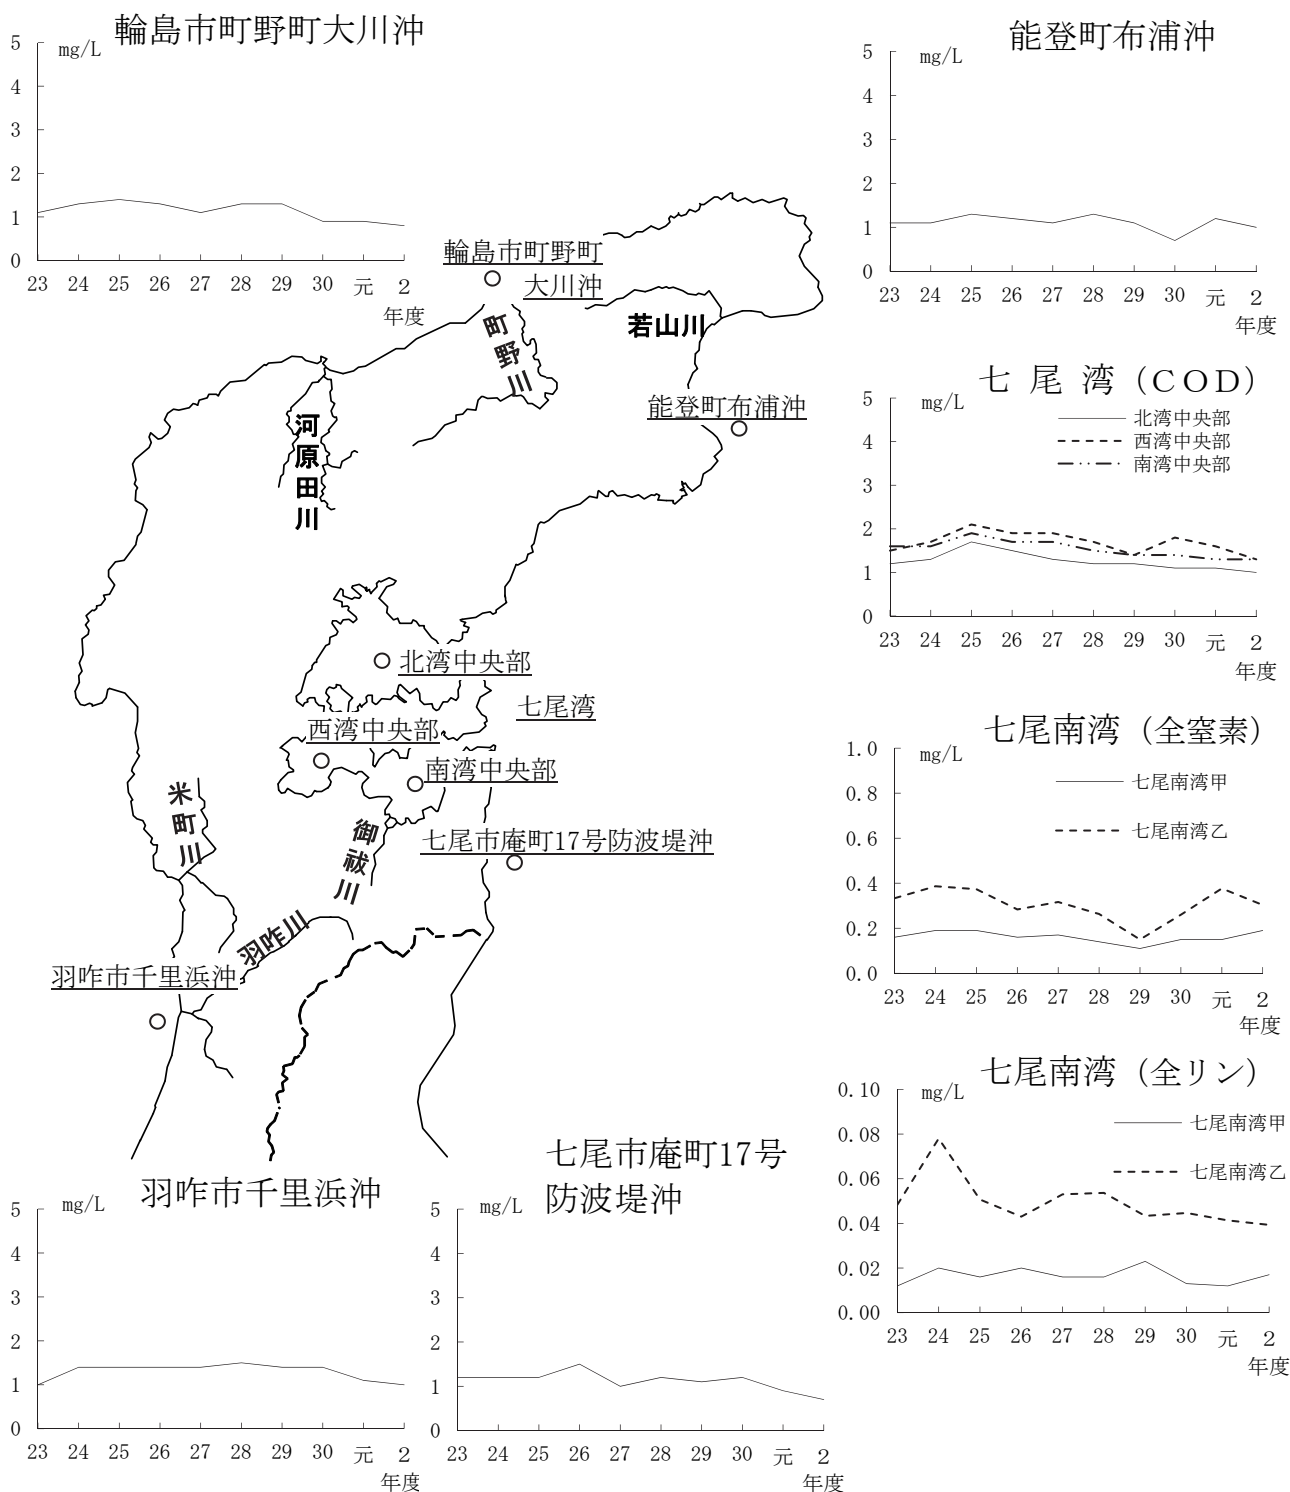 輪島市町野町大川沖
mg/L
5
4
3
2
1
0
23 24 25 26 27 28 29 30 元 2
年度
能登町布浦沖
mg/L
5
4
3
2
1
0
23 24 25 26 27 28 29 30 元 2
年度
輪島市町野町
大川沖
町野川
若山川
能登町布浦沖
河原田川
北湾中央部
七尾湾
西湾中央部
南湾中央部
米町川
御祓川
七尾市庵町17号防波堤沖
羽咋川
羽咋市千里浜沖
七 尾 湾（COD）
mg/L
北湾中央部
西湾中央部
南湾中央部
5
4
3
2
1
0
23 24 25 26 27 28 29 30 元 2
年度
七尾南湾（全窒素）
mg/L
七尾南湾甲
七尾南湾乙
1.0
0.8
0.6
0.4
0.2
0.0
23 24 25 26 27 28 29 30 元 2
年度
七尾南湾（全リン）
mg/L
七尾南湾甲
七尾南湾乙
0.10
0.08
0.06
0.04
0.02
0.00
23 24 25 26 27 28 29 30 元 2
年度
羽咋市千里浜沖
mg/L
5
4
3
2
1
0
23 24 25 26 27 28 29 30 元 2
年度
七尾市庵町17号
防波堤沖
mg/L
5
4
3
2
1
0
23 24 25 26 27 28 29 30 元 2
年度